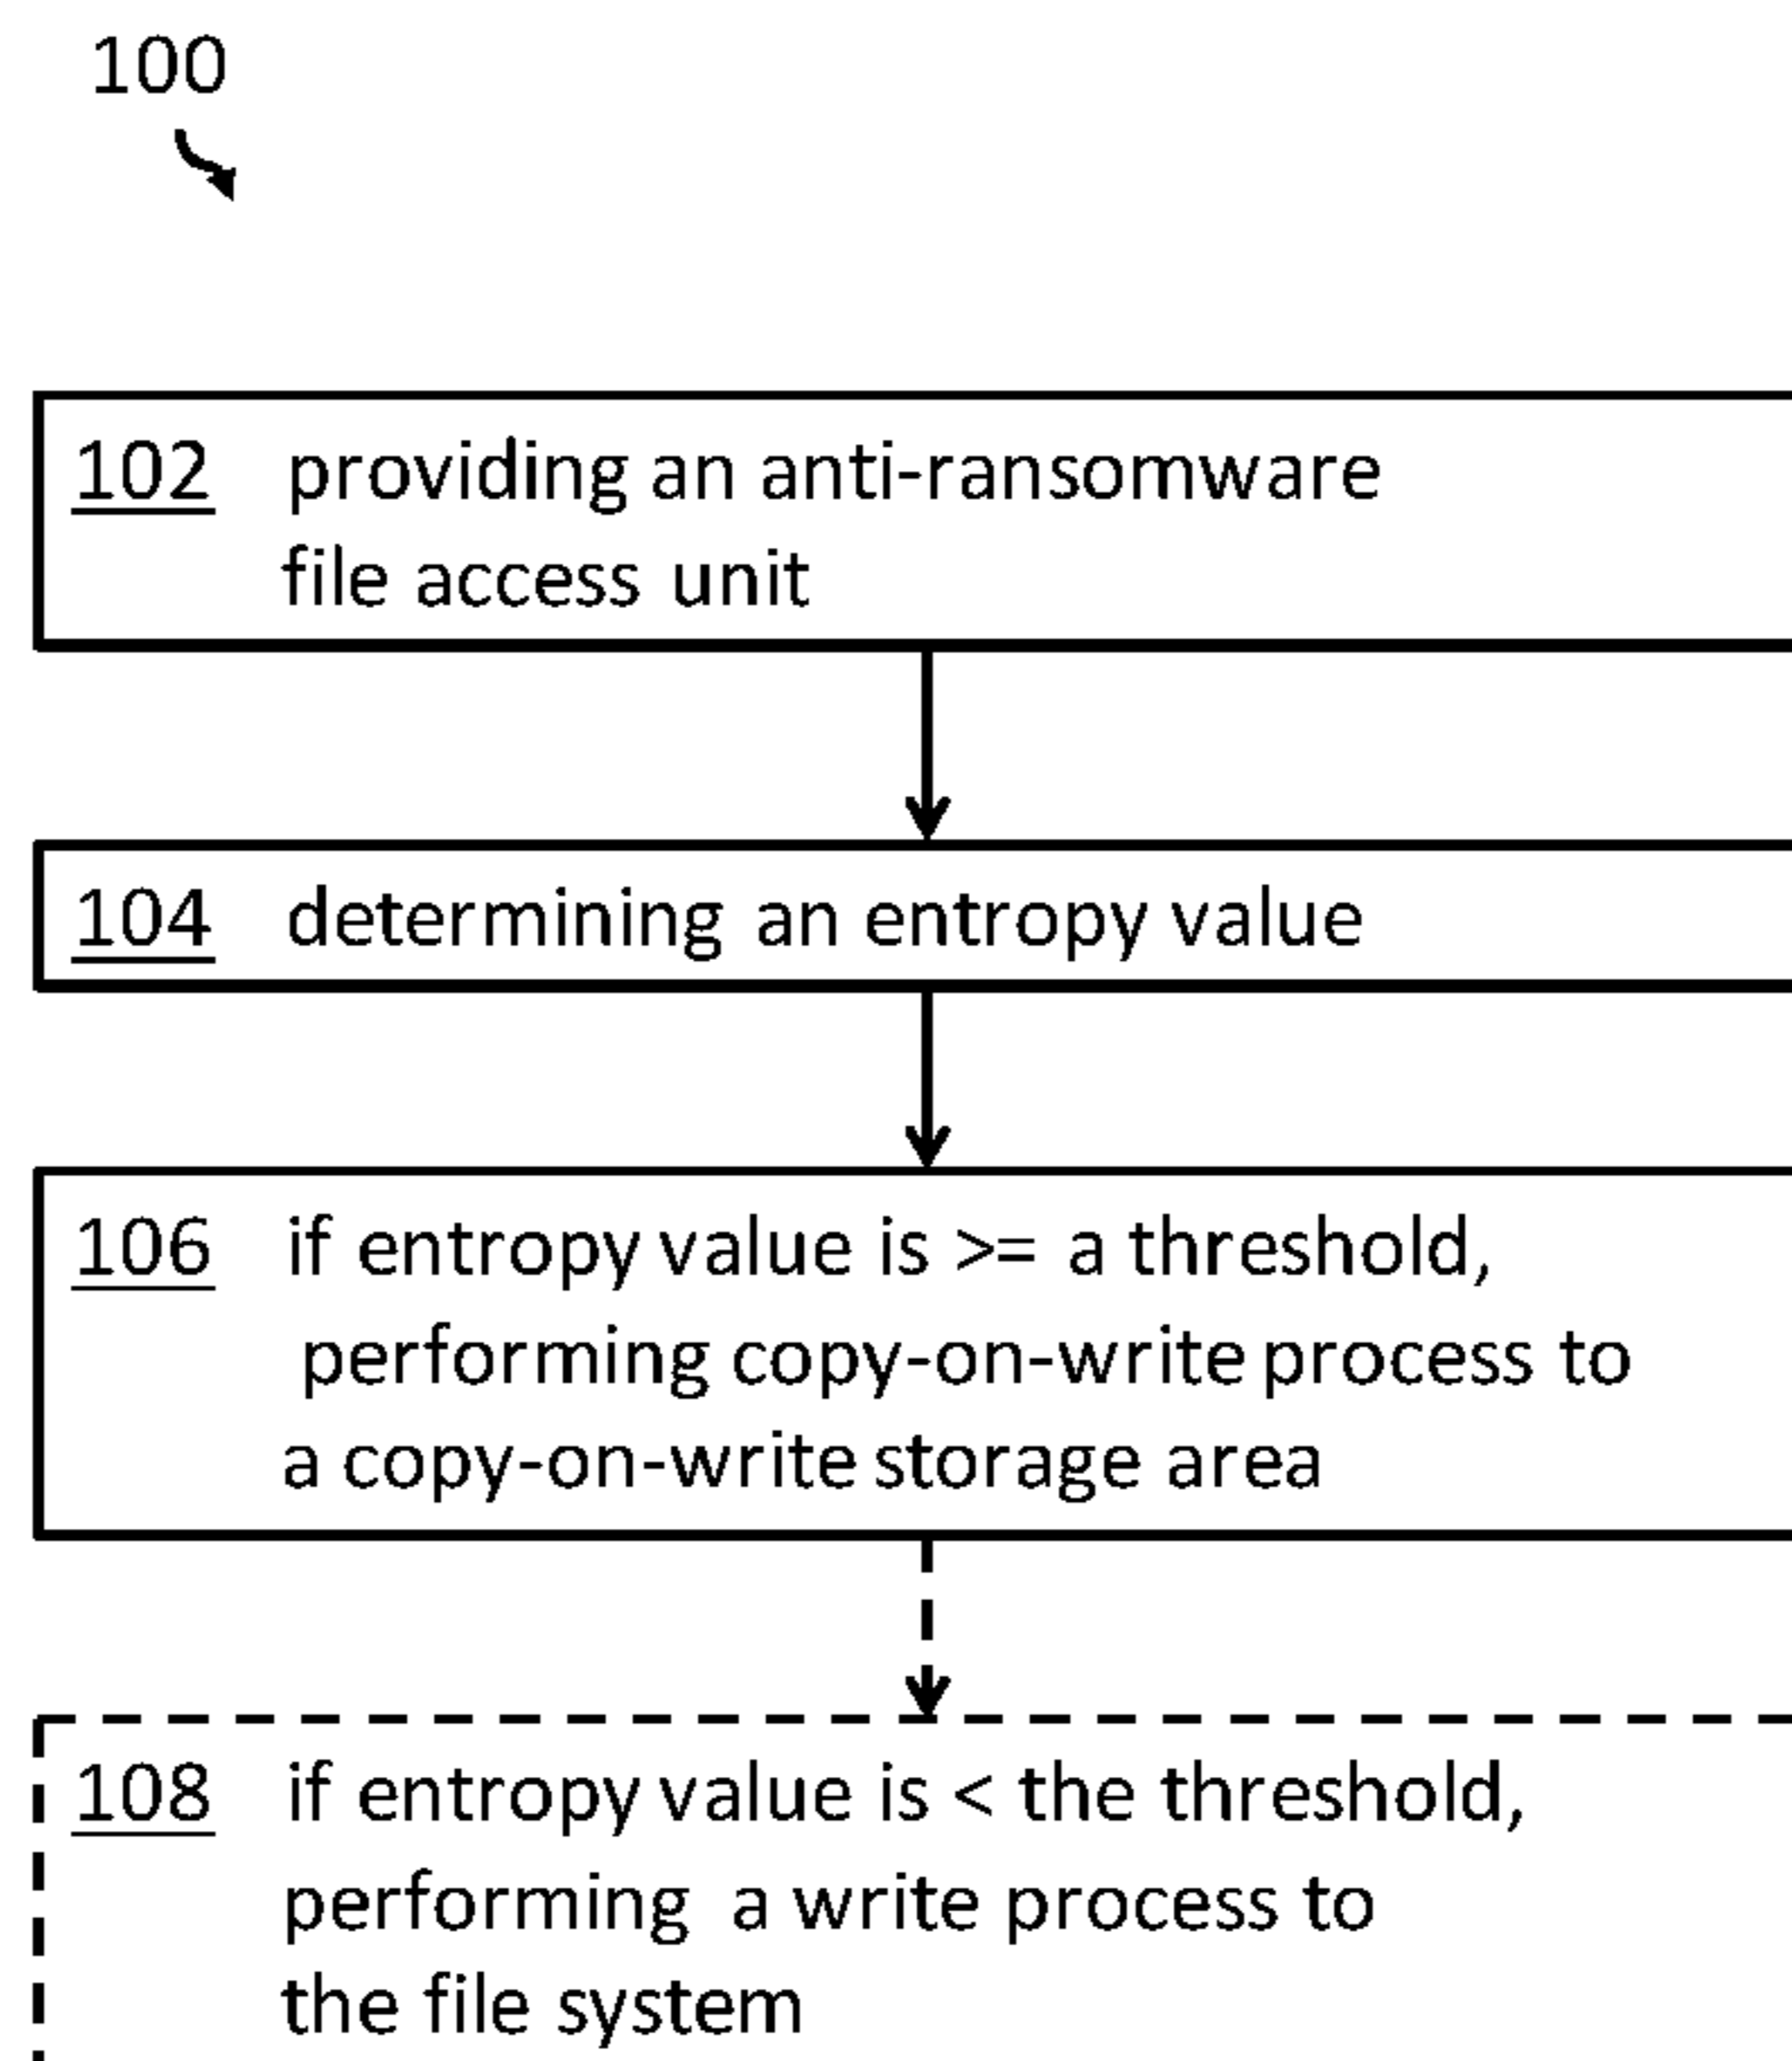 100
102 providing an anti-ransomware
file access unit
104 determining an entropy value
106 if entropy value is >= a threshold,
performing copy-on-write process to
a copy-on-write storage area
108 if entropy value is < the threshold,
performing a write process to
the file system